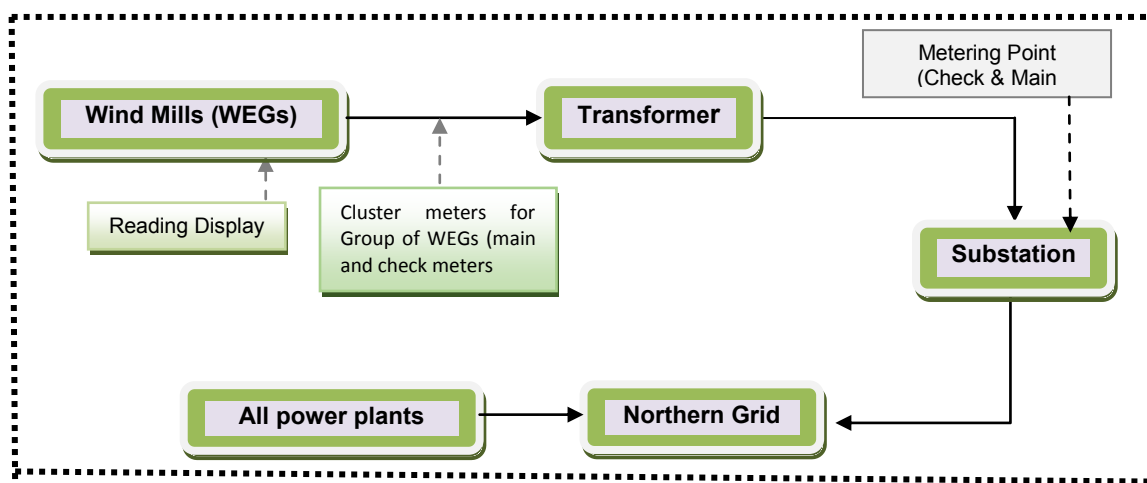 Metering Point
(Check & Main
Wind Mills (WEGs)
Transformer
Reading Display
Cluster meters for
Group of WEGs (main
and check meters
Substation
All power plants
Northern Grid